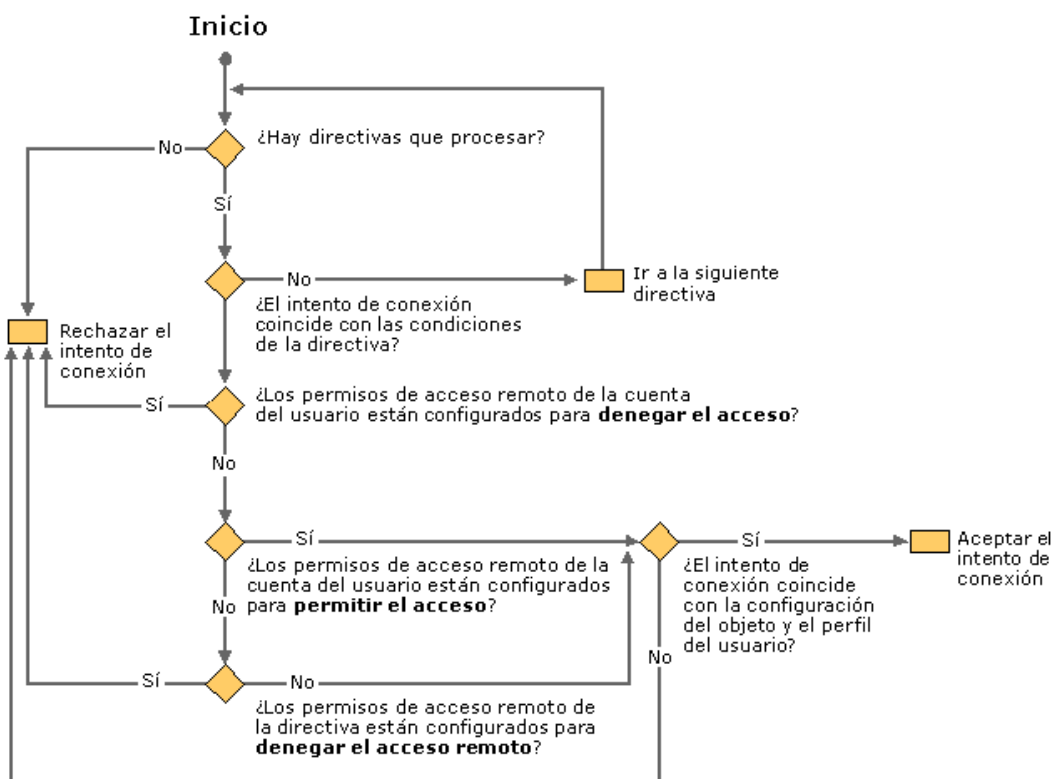 Inicio
¿Hay directivas que procesar?
No
Sí
No
Ir a la siguiente
directiva
¿El intento de conexión
coincide con las condiciones
de la directiva?
Rechazar el
intento de
conexión
Sí
¿Los permisos de acceso remoto de la cuenta
del usuario están configurados para denegar el acceso?
No
Sí
¿Los permisos de acceso remoto de la
cuenta del usuario están configurados
para permitir el acceso?
Sí
Aceptar el
intento de
conexión
¿El intento de
conexión coincide
con la configuración
del objeto y el perfil
del usuario?
No
No
Sí
No
¿Los permisos de acceso remoto de
la directiva están configurados para
denegar el acceso remoto?